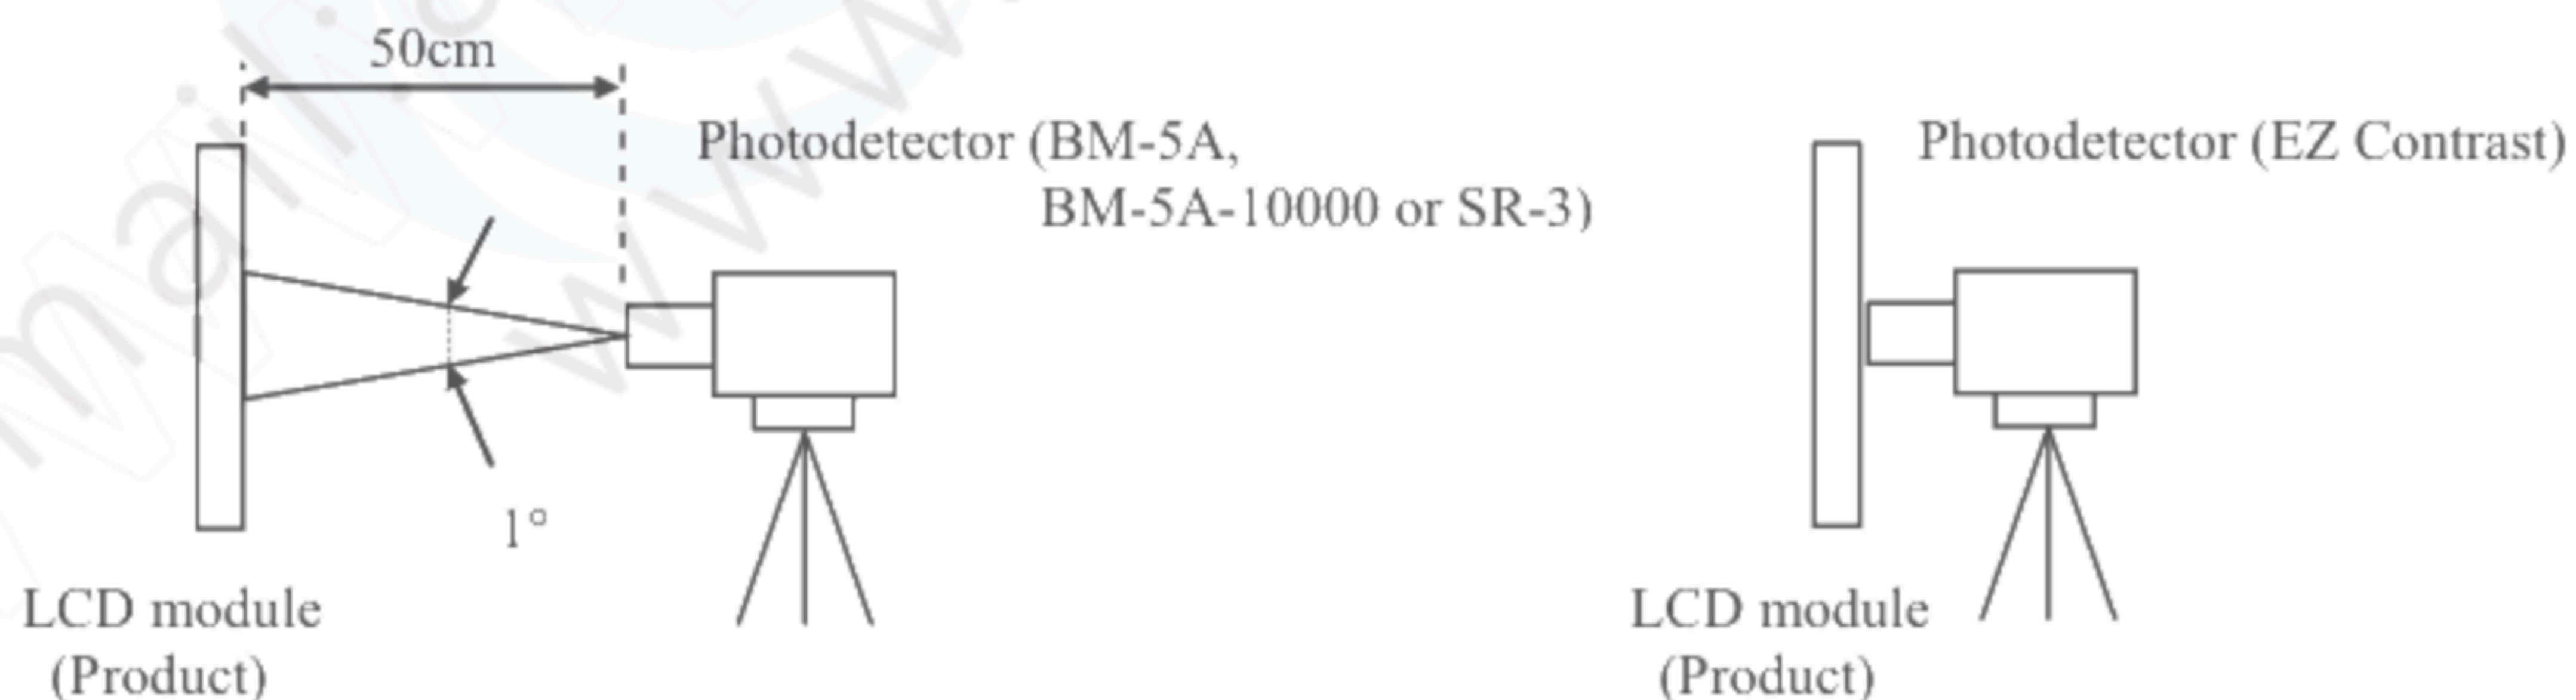 50cm
Photodetector (BM-5A,
BM-5A-10000 or SR-3)
1°
LCD module
(Product)
Photodetector (EZ Contrast)
LCD module
(Product)